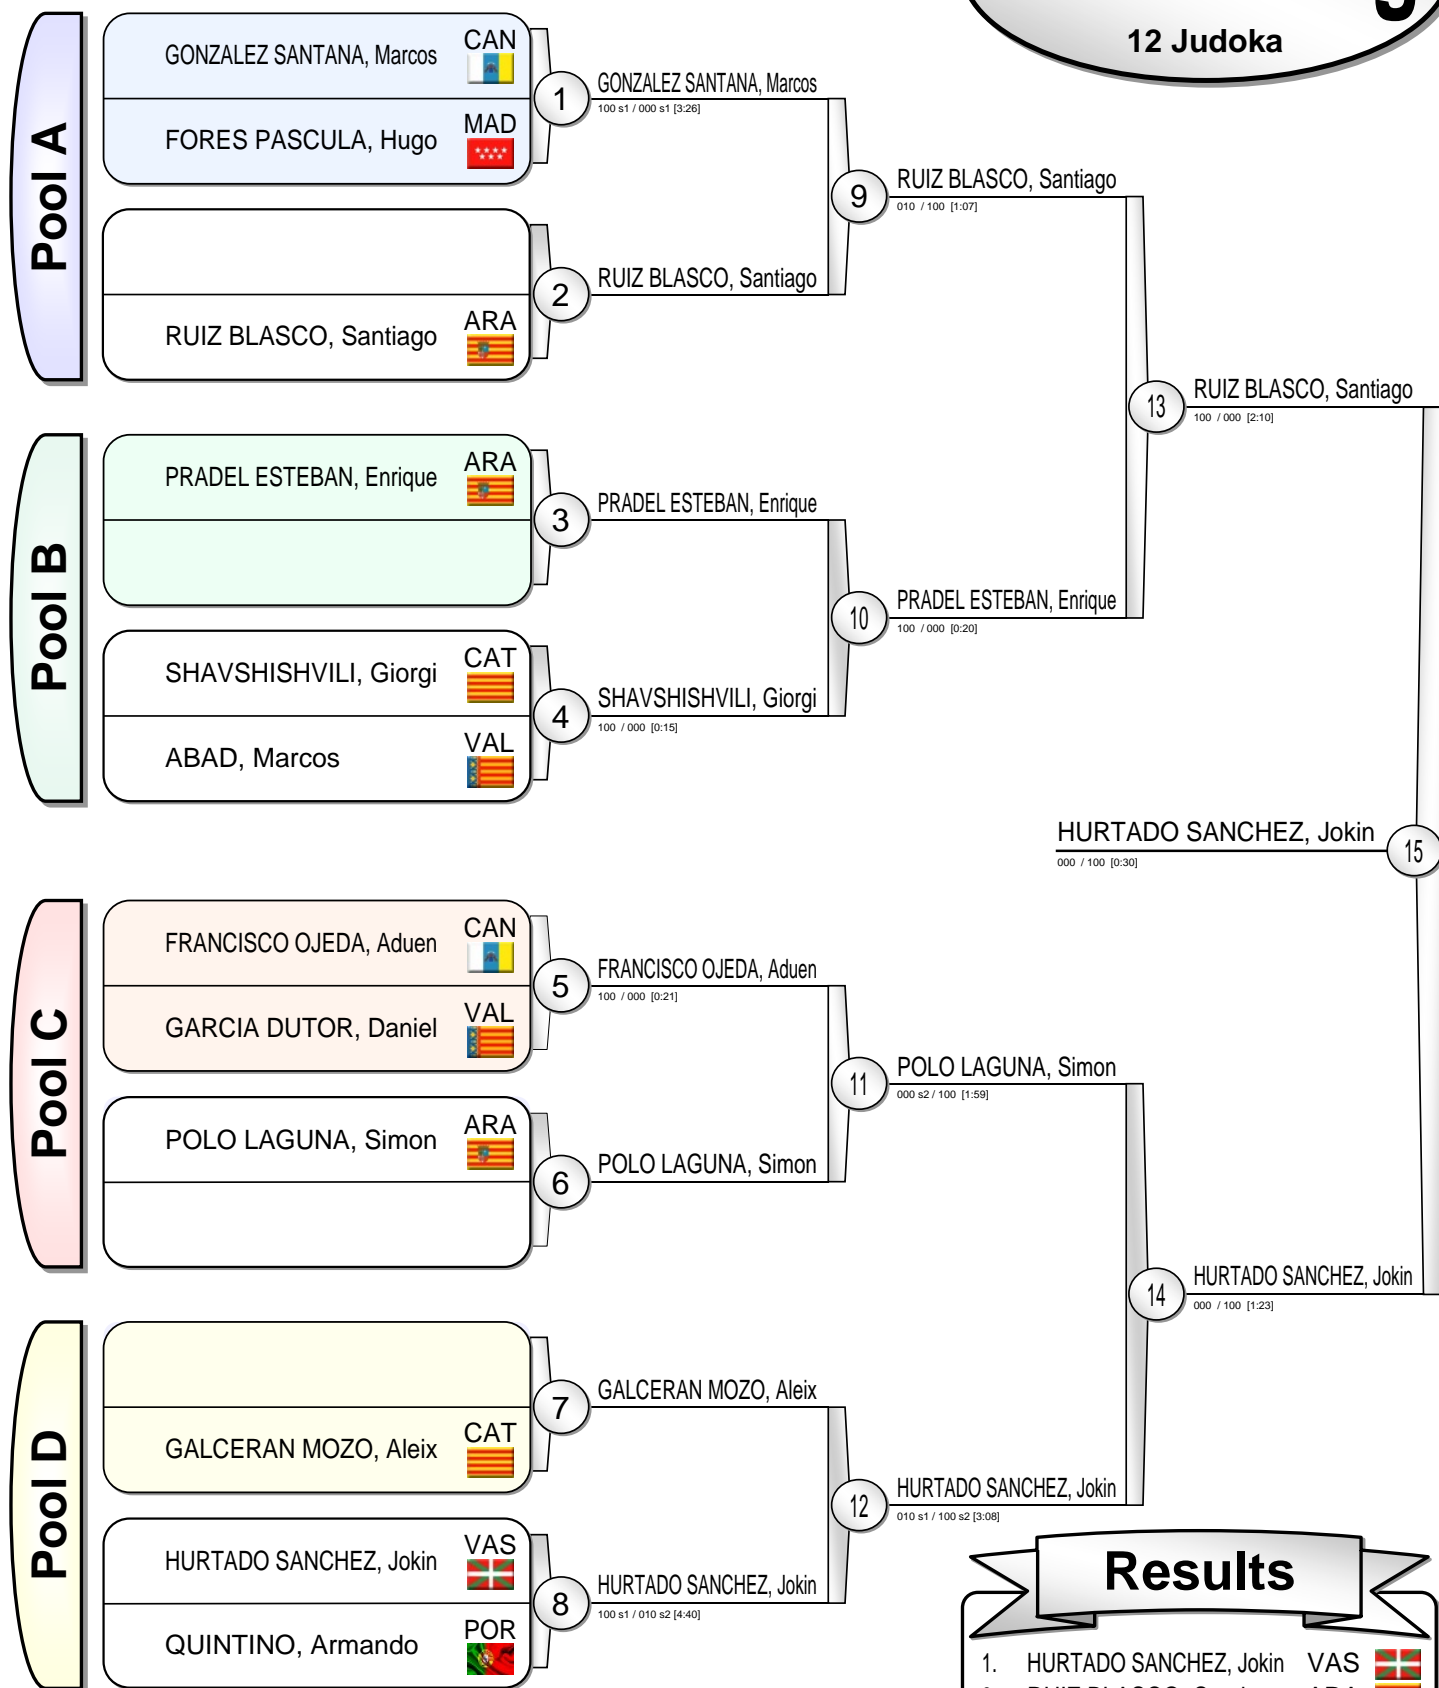 12 Judoka
Pool A
GONZALEZ SANTANA, Marcos CAN
FORES PASCULA, Hugo MAD
1
GONZALEZ SANTANA, Marcos
100 s1 / 000 s1 [3:26]
RUIZ BLASCO, Santiago ARA
2
RUIZ BLASCO, Santiago
9
RUIZ BLASCO, Santiago
010 / 100 [1:07]
Pool B
PRADEL ESTEBAN, Enrique ARA
3
PRADEL ESTEBAN, Enrique
SHAVSHISHVILI, Giorgi CAT
ABAD, Marcos VAL
4
SHAVSHISHVILI, Giorgi
100 / 000 [0:15]
10
PRADEL ESTEBAN, Enrique
100 / 000 [0:20]
13
RUIZ BLASCO, Santiago
100 / 000 [2:10]
HURTADO SANCHEZ, Jokin
000 / 100 [0:30]
15
Pool C
FRANCISCO OJEDA, Aduen CAN
GARCIA DUTOR, Daniel VAL
5
FRANCISCO OJEDA, Aduen
100 / 000 [0:21]
POLO LAGUNA, Simon ARA
6
POLO LAGUNA, Simon
11
POLO LAGUNA, Simon
000 s2 / 100 [1:59]
Pool D
GALCERAN MOZO, Aleix CAT
7
GALCERAN MOZO, Aleix
HURTADO SANCHEZ, Jokin VAS
QUINTINO, Armando POR
8
HURTADO SANCHEZ, Jokin
100 s1 / 010 s2 [4:40]
12
HURTADO SANCHEZ, Jokin
010 s1 / 100 s2 [3:08]
14
HURTADO SANCHEZ, Jokin
000 / 100 [1:23]
Results
1. HURTADO SANCHEZ, Jokin VAS